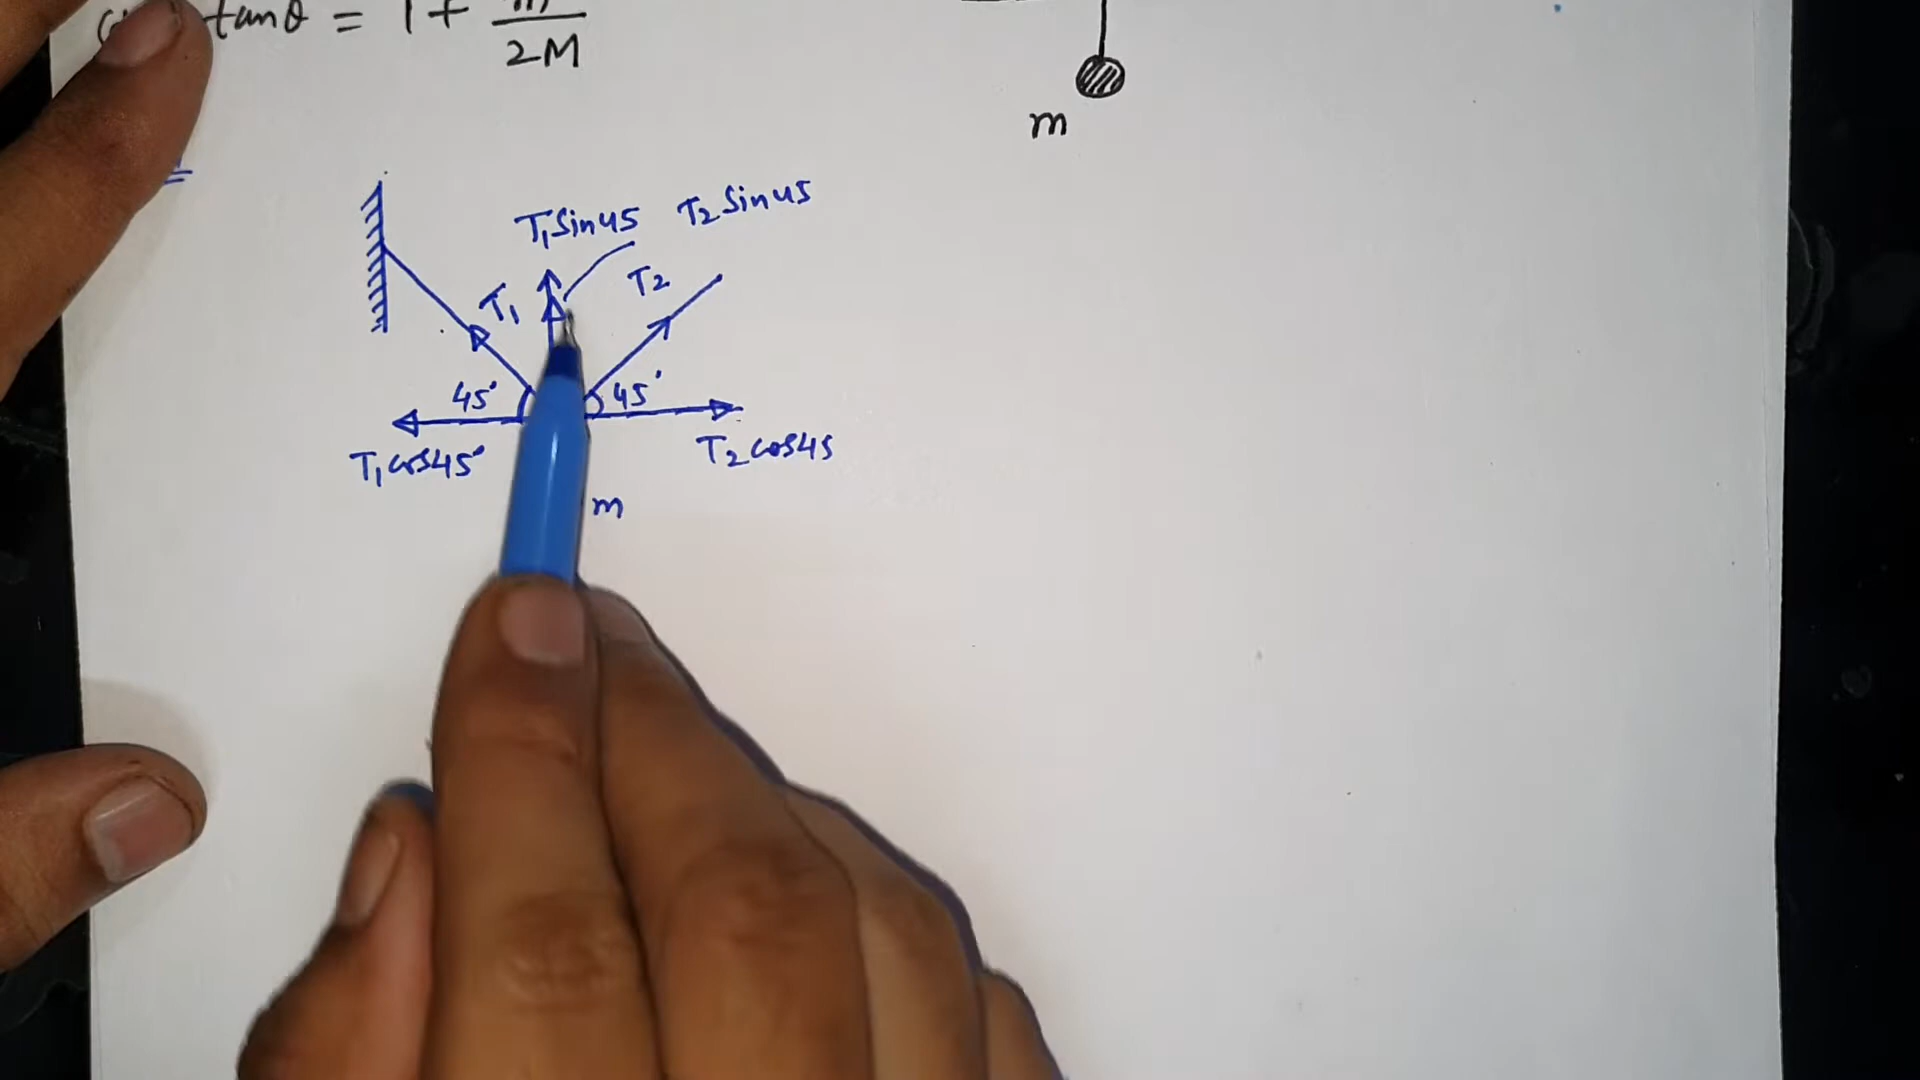 tanθ = 1 + m/2M
m
T₁sin45 T₂sin45
T₁ T₂
45° 45°
T₁cos45° T₂cos45
m